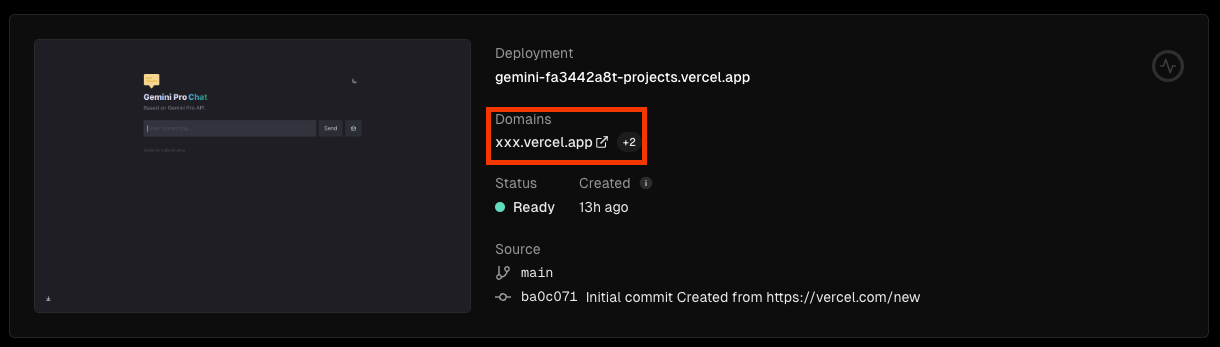 Gemini Pro Chat
Based on Gemini Pro API.
Send
Deployment
gemini-fa3442a8t-projects.vercel.app
Domains
xxx.vercel.app +2
Status Created
Ready 13h ago
Source
main
ba0c071 Initial commit Created from https://vercel.com/new